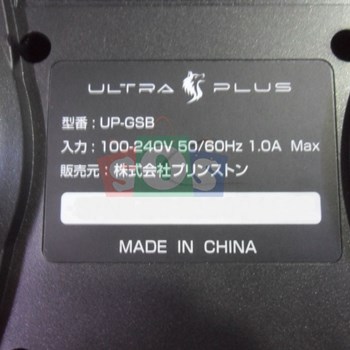 ULTRA PLUS
型番：UP-GSB
入力：100-240V 50/60Hz 1.0A Max
販売元：株式会社プリンストン
SOS
MADE IN CHINA